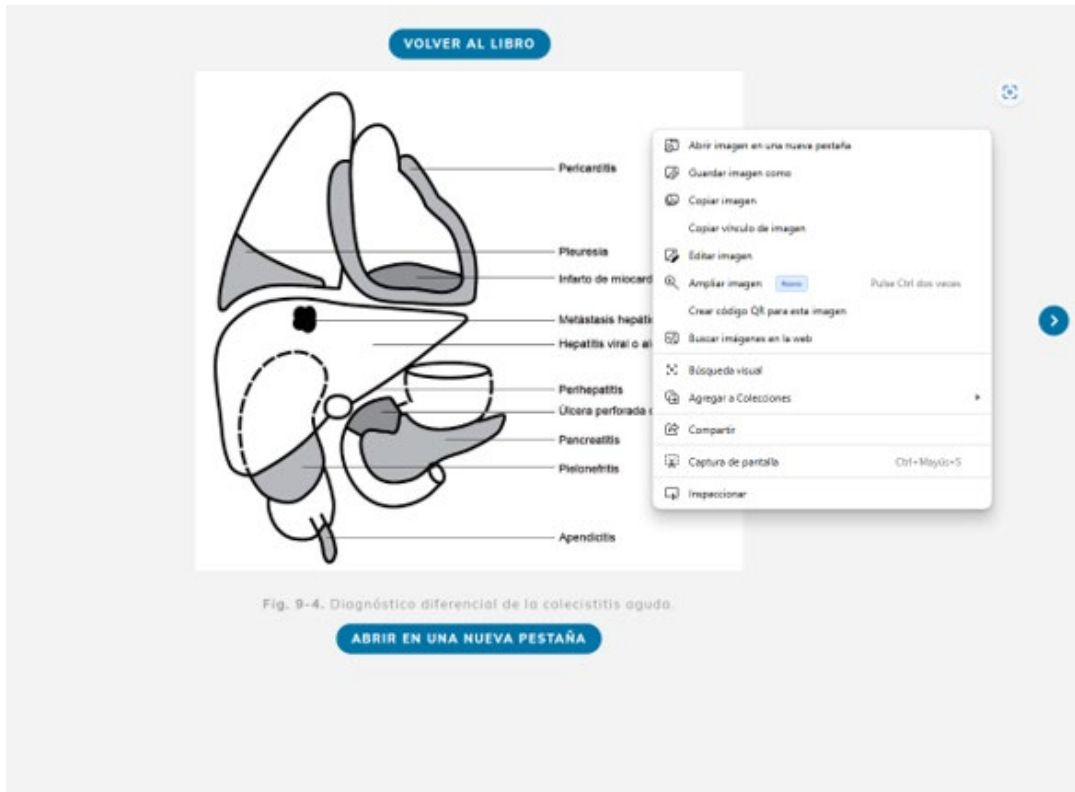 VOLVER AL LIBRO
Pericarditis
Pleuresia
Infarto de miocard
Metástasis hepáti
Hepatitis viral o al
Perihepatitis
Úlcera perforada
Pancreatitis
Pielonefritis
Apendicitis
Abrir imagen en una nueva pestaña
Guardar imagen como
Copiar imagen
Copiar vínculo de imagen
Editar imagen
Ampliar imagen Nuevo Pulse Ctrl dos veces
Crear código QR para esta imagen
Buscar imágenes en la web
Búsqueda visual
Agregar a Colecciones
Compartir
Captura de pantalla Ctrl+Mayús+S
Inspeccionar
Fig. 9-4. Diagnóstico diferencial de la colecistitis aguda.
ABRIR EN UNA NUEVA PESTAÑA